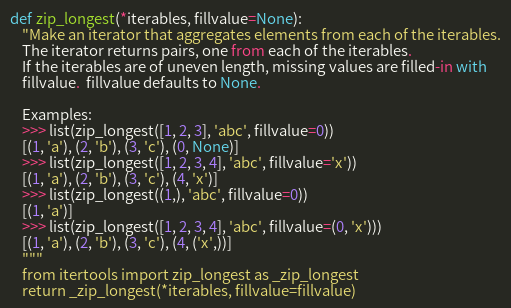 def zip_longest(*iterables, fillvalue=None):
"Make an iterator that aggregates elements from each of the iterables.
The iterator returns pairs, one from each of the iterables.
If the iterables are of uneven length, missing values are filled-in with
fillvalue.  fillvalue defaults to None.
Examples:
>>> list(zip_longest([1, 2, 3], 'abc', fillvalue=0))
[(1, 'a'), (2, 'b'), (3, 'c'), (0, None)]
>>> list(zip_longest([1, 2, 3, 4], 'abc', fillvalue='x'))
[(1, 'a'), (2, 'b'), (3, 'c'), (4, 'x')]
>>> list(zip_longest((1,), 'abc', fillvalue=0))
[(1, 'a')]
>>> list(zip_longest([1, 2, 3, 4], 'abc', fillvalue=(0, 'x')))
[(1, 'a'), (2, 'b'), (3, 'c'), (4, ('x',))]
"""
from itertools import zip_longest as _zip_longest
return _zip_longest(*iterables, fillvalue=fillvalue)